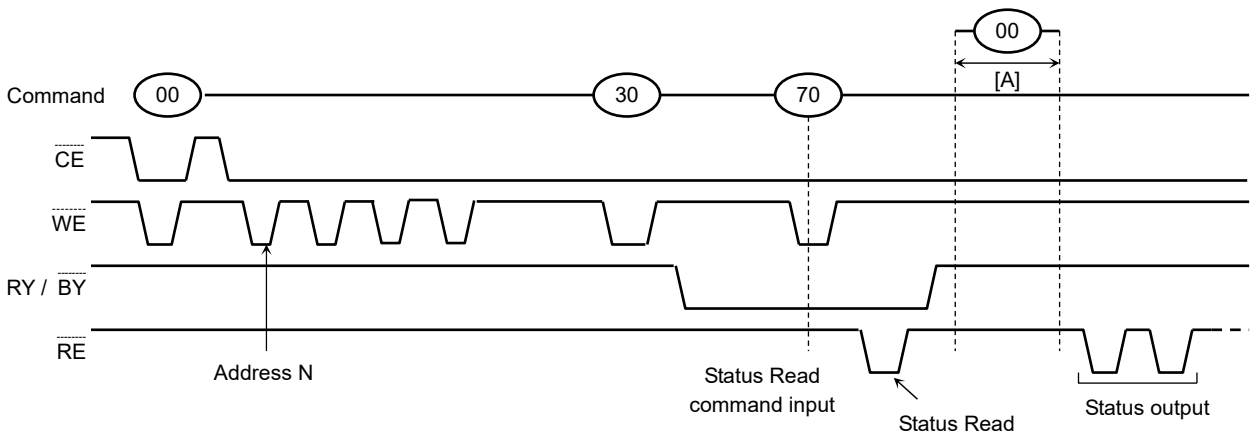 00
[A]
Command 00 30 70
CE
WE
RY / BY
RE
Address N
Status Read
command input
Status Read
Status output